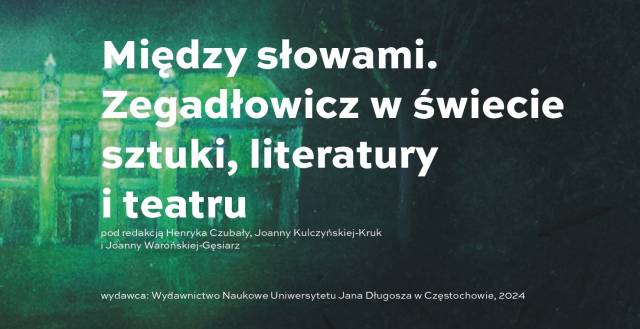 Między słowami.
Zegadłowicz w świecie
sztuki, literatury
i teatru
pod redakcją Henryka Czubały, Joanny Kulczyńskiej-Kruk
i Joanny Warońskiej-Gęsiarz
wydawca: Wydawnictwo Naukowe Uniwersytetu Jana Długosza w Częstochowie, 2024